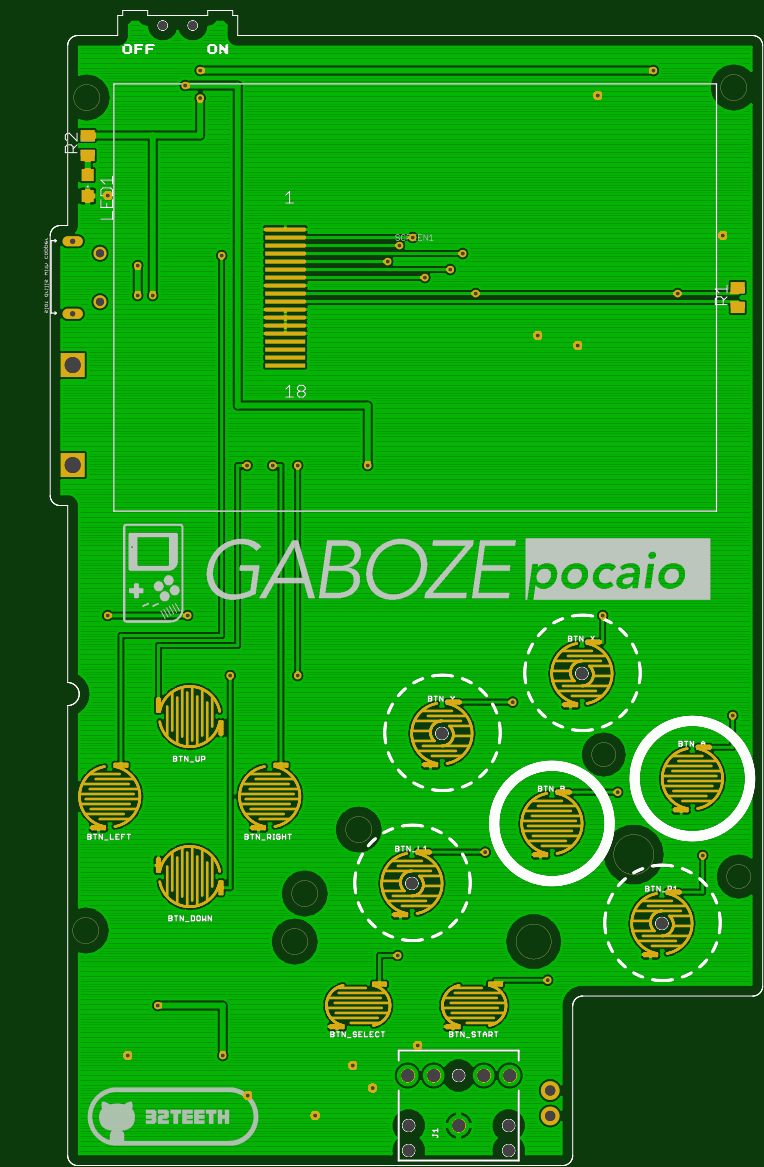 OFF ON
R2
LED1
1
SCREEN1
R1
18
GABOZE pocaio
BTN_X
BTN_Y
BTN_A
BTN_UP
BTN_B
BTN_LEFT
BTN_RIGHT
BTN_L1
BTN_R1
BTN_DOWN
BTN_SELECT
BTN_START
32TEETH
J1